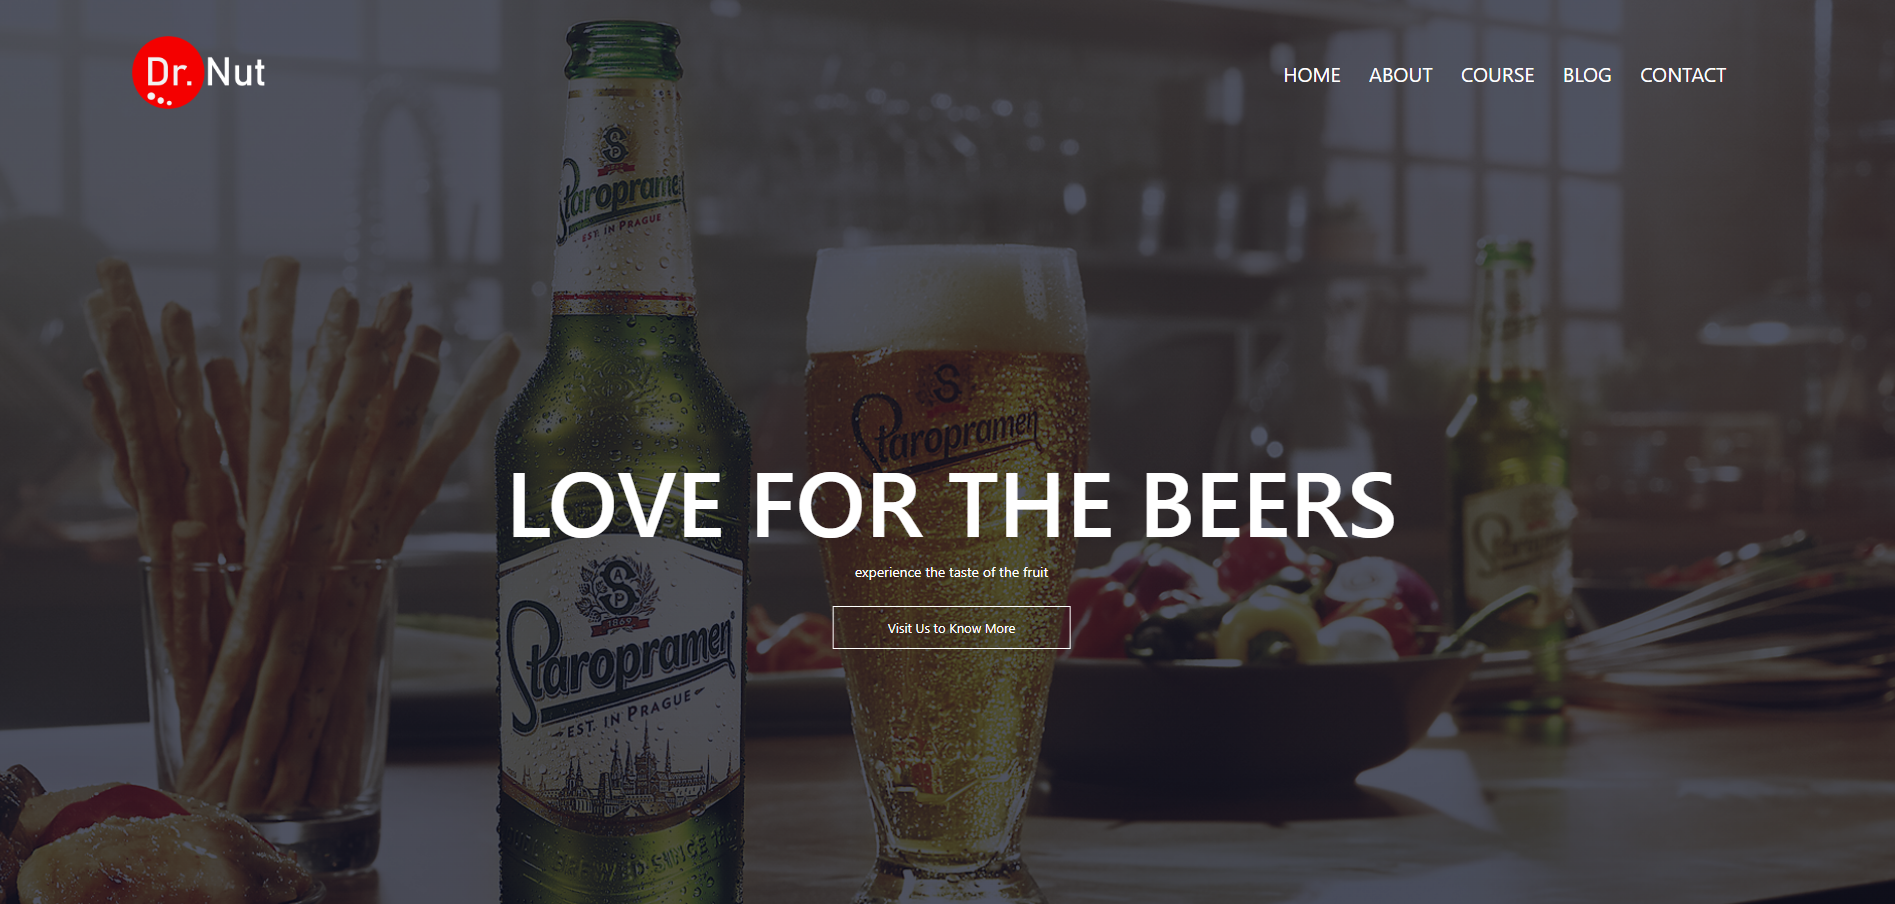 Dr. Nut
HOME ABOUT COURSE BLOG CONTACT
Staropramen
EST. IN PRAGUE
Staropramen
LOVE FOR THE BEERS
experience the taste of the fruit
Visit Us to Know More
1869
Staropramen
EST. IN PRAGUE
Staropramen